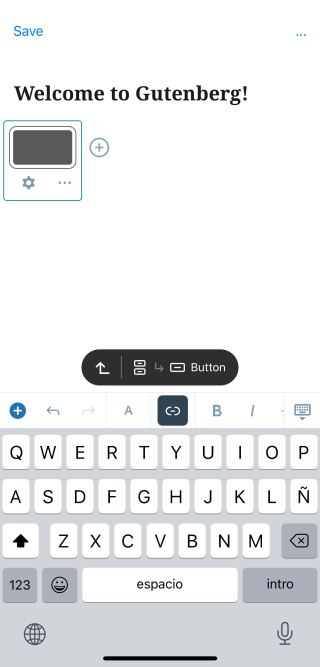 Save ...
Welcome to Gutenberg!
Button
A B I
Q W E R T Y U I O P
A S D F G H J K L Ñ
Z X C V B N M
123 espacio intro